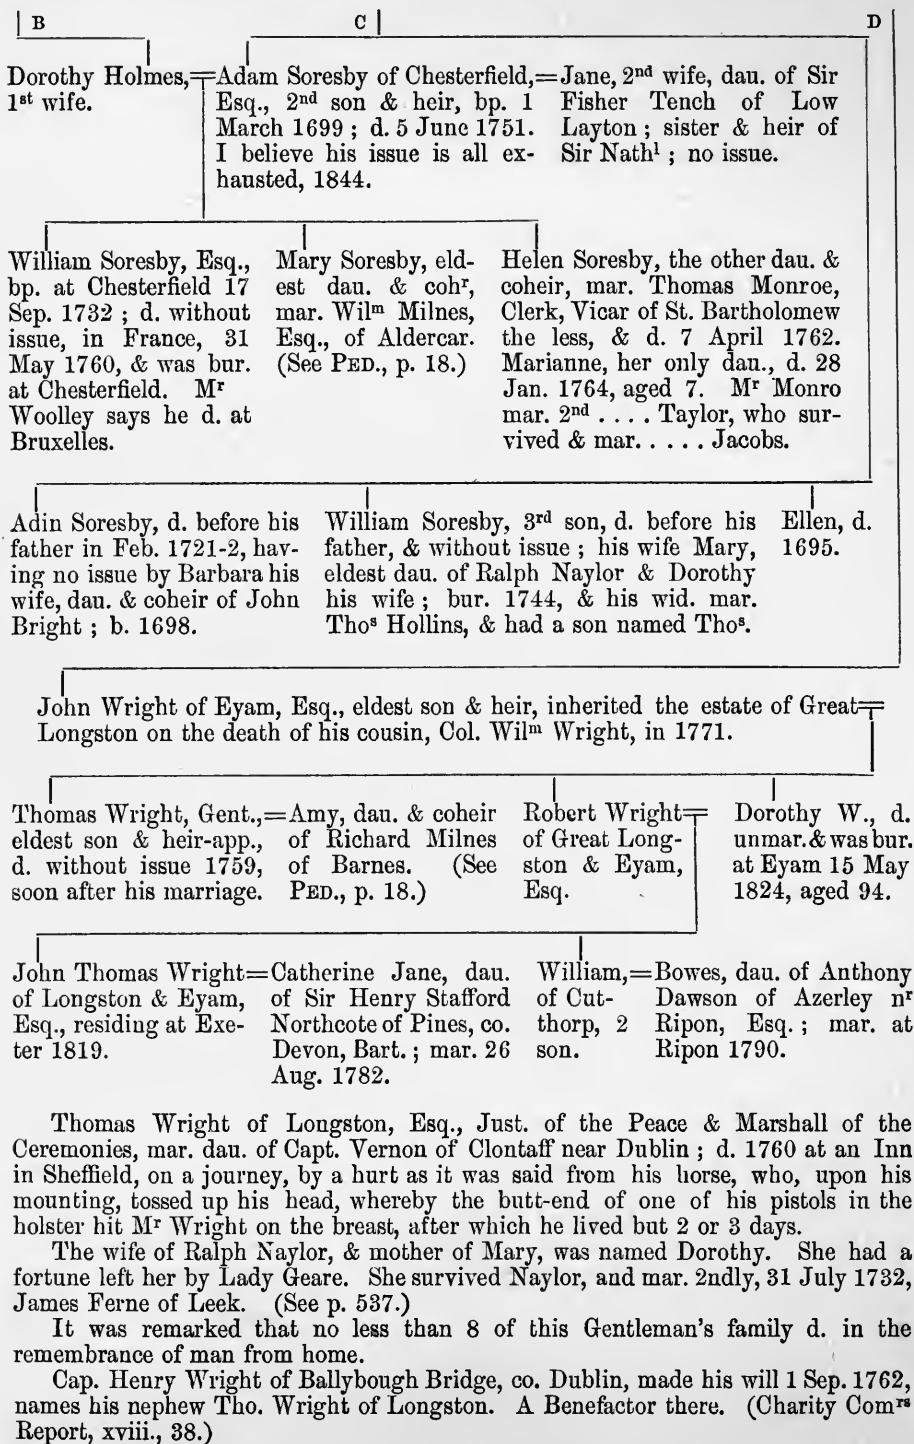 B C D
Dorothy Holmes,
1st wife.
Adam Soresby of Chesterfield,
Esq., 2nd son & heir, bp. 1
March 1699 ; d. 5 June 1751.
I believe his issue is all ex-
hausted, 1844.
Jane, 2nd wife, dau. of Sir
Fisher Tench of Low
Layton ; sister & heir of
Sir Nathl ; no issue.
William Soresby, Esq.,
bp. at Chesterfield 17
Sep. 1732 ; d. without
issue, in France, 31
May 1760, & was bur.
at Chesterfield. Mr
Woolley says he d. at
Bruxelles.
Mary Soresby, eld-
est dau. & cohr,
mar. Wilm Milnes,
Esq., of Aldercar.
(See PED., p. 18.)
Helen Soresby, the other dau. &
coheir, mar. Thomas Monroe,
Clerk, Vicar of St. Bartholomew
the less, & d. 7 April 1762.
Marianne, her only dau., d. 28
Jan. 1764, aged 7. Mr Monro
mar. 2nd . . . . Taylor, who sur-
vived & mar. . . . . Jacobs.
Adin Soresby, d. before his
father in Feb. 1721-2, hav-
ing no issue by Barbara his
wife, dau. & coheir of John
Bright ; b. 1698.
William Soresby, 3rd son, d. before his
father, & without issue ; his wife Mary,
eldest dau. of Ralph Naylor & Dorothy
his wife ; bur. 1744, & his wid. mar.
Thos Hollins, & had a son named Thos.
Ellen, d.
1695.
John Wright of Eyam, Esq., eldest son & heir, inherited the estate of Great
Longston on the death of his cousin, Col. Wilm Wright, in 1771.
Thomas Wright, Gent.,
eldest son & heir-app.,
d. without issue 1759,
soon after his marriage.
Amy, dau. & coheir
of Richard Milnes
of Barnes. (See
PED., p. 18.)
Robert Wright
of Great Long-
ston & Eyam,
Esq.
Dorothy W., d.
unmar. & was bur.
at Eyam 15 May
1824, aged 94.
John Thomas Wright
of Longston & Eyam,
Esq., residing at Exe-
ter 1819.
Catherine Jane, dau.
of Sir Henry Stafford
Northcote of Pines, co.
Devon, Bart. ; mar. 26
Aug. 1782.
William,
of Cut-
thorp, 2
son.
Bowes, dau. of Anthony
Dawson of Azerley nr
Ripon, Esq. ; mar. at
Ripon 1790.
Thomas Wright of Longston, Esq., Just. of the Peace & Marshall of the
Ceremonies, mar. dau. of Capt. Vernon of Clontaff near Dublin ; d. 1760 at an Inn
in Sheffield, on a journey, by a hurt as it was said from his horse, who, upon his
mounting, tossed up his head, whereby the butt-end of one of his pistols in the
holster hit Mr Wright on the breast, after which he lived but 2 or 3 days.
The wife of Ralph Naylor, & mother of Mary, was named Dorothy. She had a
fortune left her by Lady Geare. She survived Naylor, and mar. 2ndly, 31 July 1732,
James Ferne of Leek. (See p. 537.)
It was remarked that no less than 8 of this Gentleman's family d. in the
remembrance of man from home.
Cap. Henry Wright of Ballybough Bridge, co. Dublin, made his will 1 Sep. 1762,
names his nephew Tho. Wright of Longston. A Benefactor there. (Charity Comrs
Report, xviii., 38.)